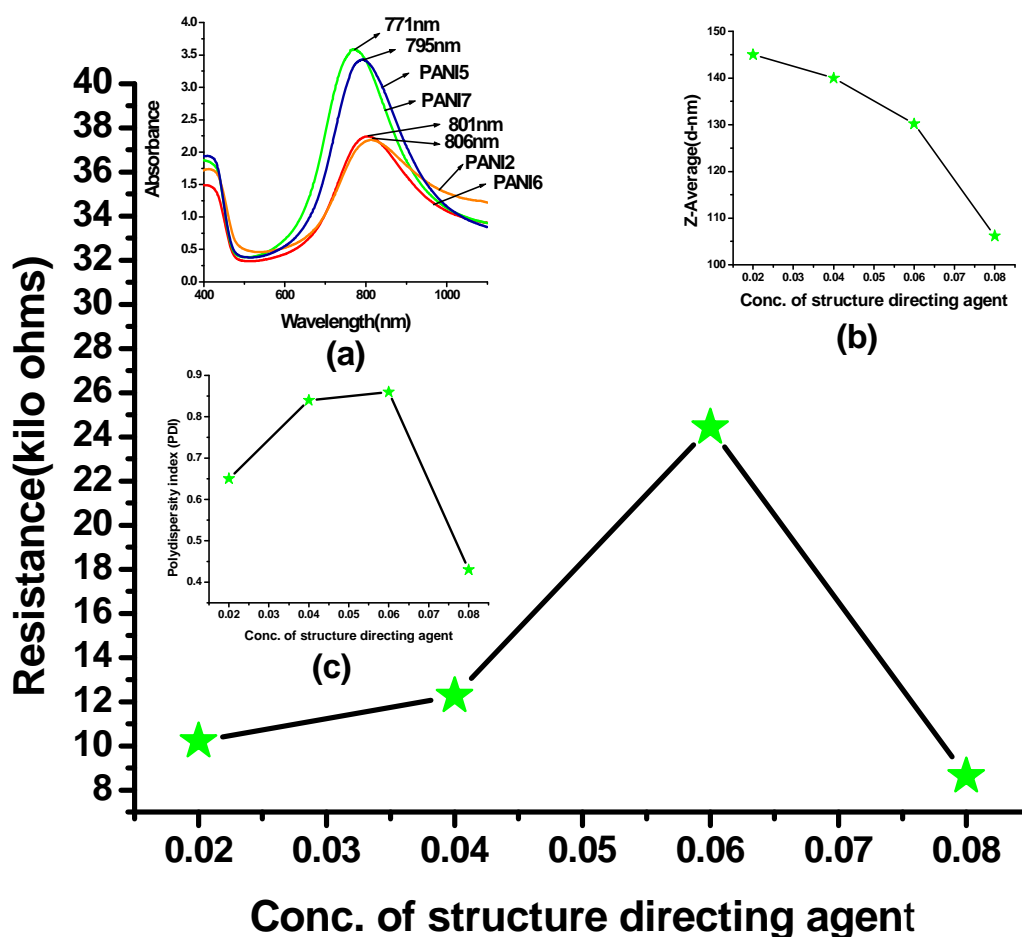 4.0
3.5
3.0
2.5
2.0
1.5
1.0
0.5
0.0
Absorbance
771nm
795nm
PANI5
PANI7
801nm
806nm
PANI2
PANI6
400 600 800 1000
Wavelength(nm)
(a)
150
140
130
120
110
100
Z-Average(d-nm)
0.02 0.03 0.04 0.05 0.06 0.07 0.08
Conc. of structure directing agent
(b)
0.9
0.8
0.7
0.6
0.5
0.4
Polydispersity index (PDI)
0.02 0.03 0.04 0.05 0.06 0.07 0.08
Conc. of structure directing agent
(c)
40
38
36
34
32
30
28
26
24
22
20
18
16
14
12
10
8
Resistance(kilo ohms)
0.02 0.03 0.04 0.05 0.06 0.07 0.08
Conc. of structure directing agent